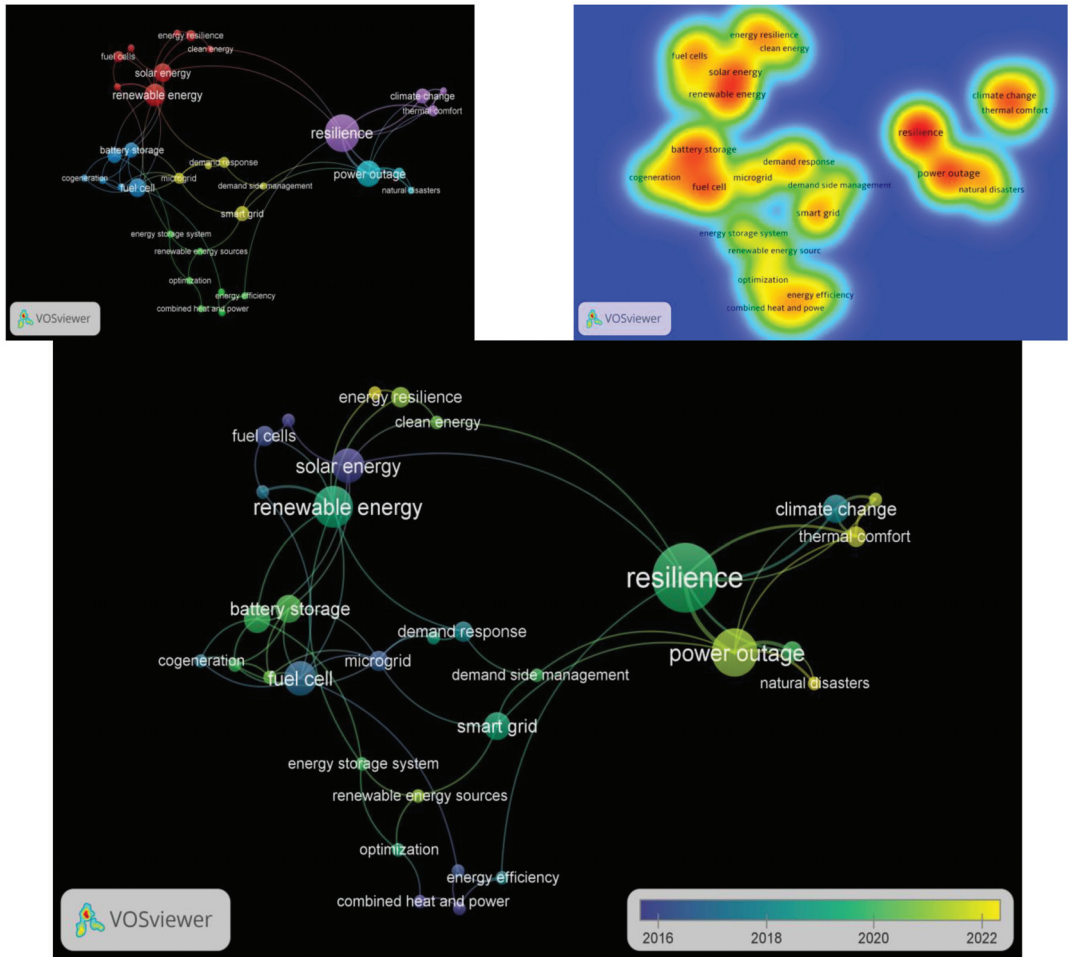 energy resilience
clean energy
fuel cells
solar energy
renewable energy
climate change
thermal comfort
resilience
battery storage
demand response
power outage
cogeneration
microgrid
fuel cell
demand side management
natural disasters
smart grid
energy storage system
renewable energy sources
optimization
energy efficiency
combined heat and power
VOSviewer
energy resilience
clean energy
fuel cells
solar energy
renewable energy
climate change
thermal comfort
resilience
battery storage
demand response
power outage
cogeneration
microgrid
fuel cell
demand side management
natural disasters
smart grid
energy storage system
renewable energy sourc
optimization
energy efficiency
combined heat and powe
VOSviewer
energy resilience
clean energy
fuel cells
solar energy
renewable energy
climate change
thermal comfort
resilience
battery storage
demand response
power outage
cogeneration
microgrid
fuel cell
demand side management
natural disasters
smart grid
energy storage system
renewable energy sources
optimization
energy efficiency
combined heat and power
VOSviewer
2016 2018 2020 2022